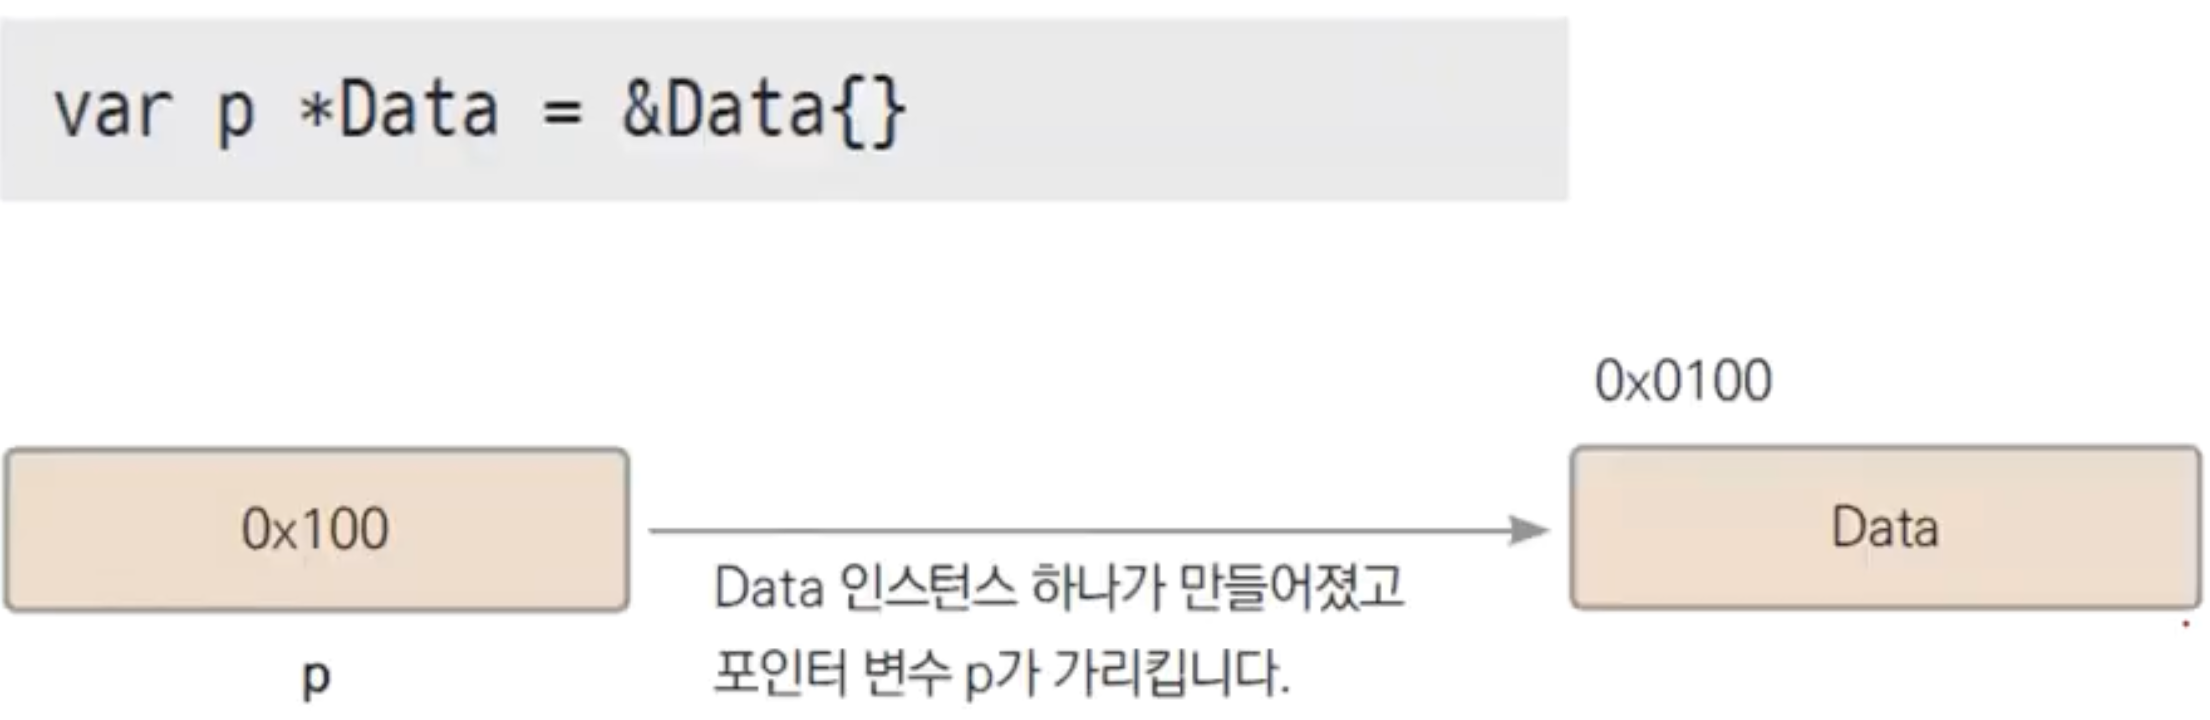 var p *Data = &Data{}
0x0100
0x100
Data
Data 인스턴스 하나가 만들어졌고
포인터 변수 p가 가리킵니다.
p